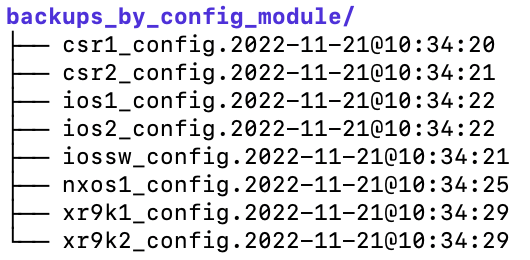 backups_by_config_module/
├── csr1_config.2022-11-21@10:34:20
├── csr2_config.2022-11-21@10:34:21
├── ios1_config.2022-11-21@10:34:22
├── ios2_config.2022-11-21@10:34:22
├── iossw_config.2022-11-21@10:34:21
├── nxos1_config.2022-11-21@10:34:25
├── xr9k1_config.2022-11-21@10:34:29
└── xr9k2_config.2022-11-21@10:34:29